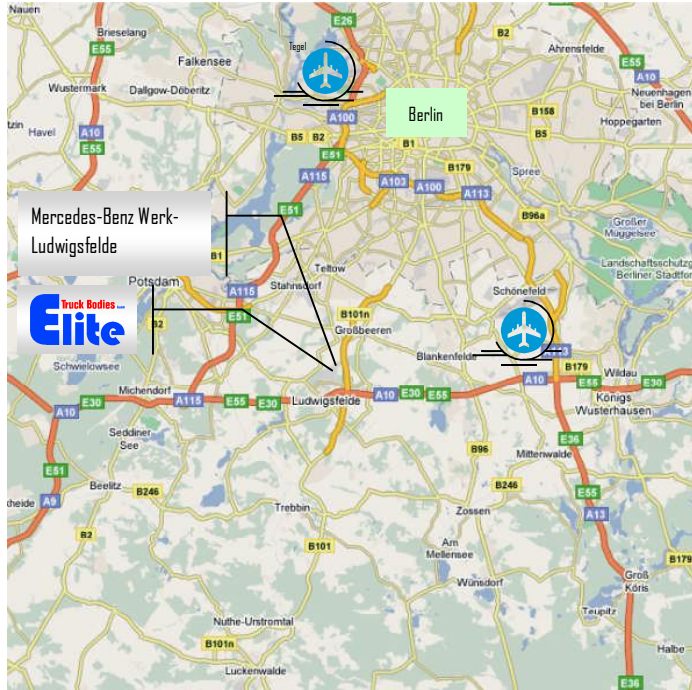 Nauen
E26
Tegel
B2
Brieselang
E55
Falkensee
Ahrensfelde
A10
E55
Wustermark
Dallgow-Döberitz
Neuenhagen
bei Berlin
Berlin
A100
B158
Hoppegarten
tzin
Havel
A10
E55
B5
B2
B1
B5
E51
A115
B179
Spree
A103
A100
A113
E51
B96a
Mercedes-Benz Werk-
Ludwigsfelde
Großer
Müggelsee
B1
Teltow
Landschaftsschutzg
Berliner Stadtfor
Potsdam
A115
Stahnsdorf
Schönefeld
Truck Bodies GmbH
Elite
B2
E51
B101n
Großbeeren
Schwielowsee
Blankenfelde
A113
B179
Wildau
Michendorf
A10
E55
E30
A10
E30
A115
E55
E30
Ludwigsfelde
A10
E30
E55
Königs
Wusterhausen
Seddiner
See
E36
B96
Mittenwalde
E51
Beelitz
B246
B246
E55
kheide
A9
Trebbin
Zossen
A13
B2
B101
Am
Mellensee
B179
Wünsdorf
Groß
Köris
Teupitz
Nuthe-Urstromtal
B101n
Halbe
Luckenwalde
E36